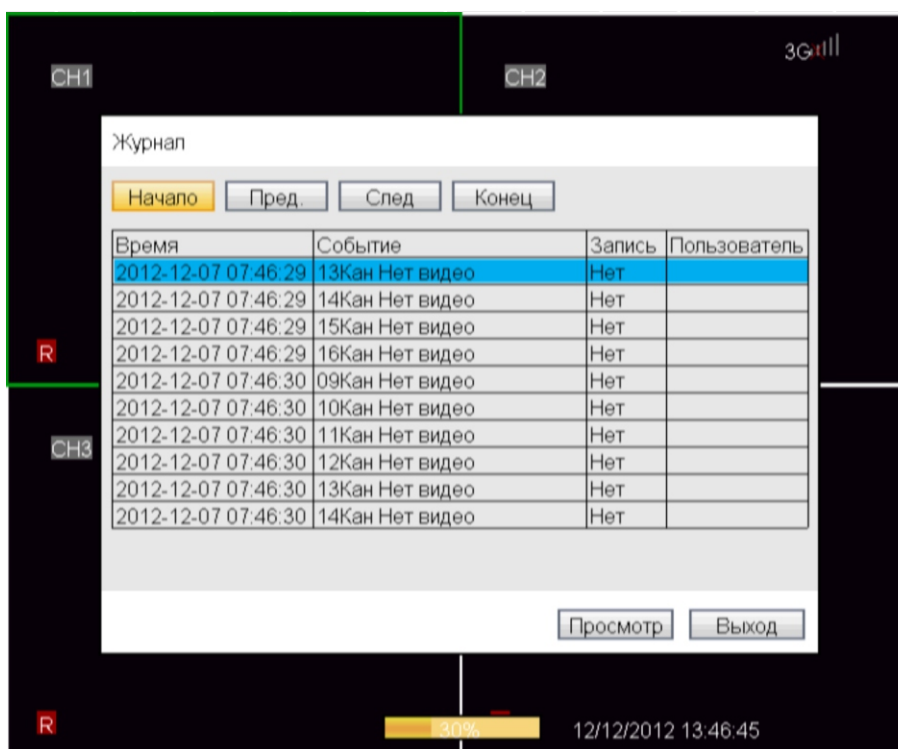 3G
CH1 CH2
Журнал
Начало Пред. След Конец
Время Событие Запись Пользователь
2012-12-07 07:46:29 13Кан Нет видео Нет
2012-12-07 07:46:29 14Кан Нет видео Нет
2012-12-07 07:46:29 15Кан Нет видео Нет
R 2012-12-07 07:46:29 16Кан Нет видео Нет
2012-12-07 07:46:30 09Кан Нет видео Нет
2012-12-07 07:46:30 10Кан Нет видео Нет
CH3 2012-12-07 07:46:30 11Кан Нет видео Нет
2012-12-07 07:46:30 12Кан Нет видео Нет
2012-12-07 07:46:30 13Кан Нет видео Нет
2012-12-07 07:46:30 14Кан Нет видео Нет
Просмотр Выход
R 30% 12/12/2012 13:46:45